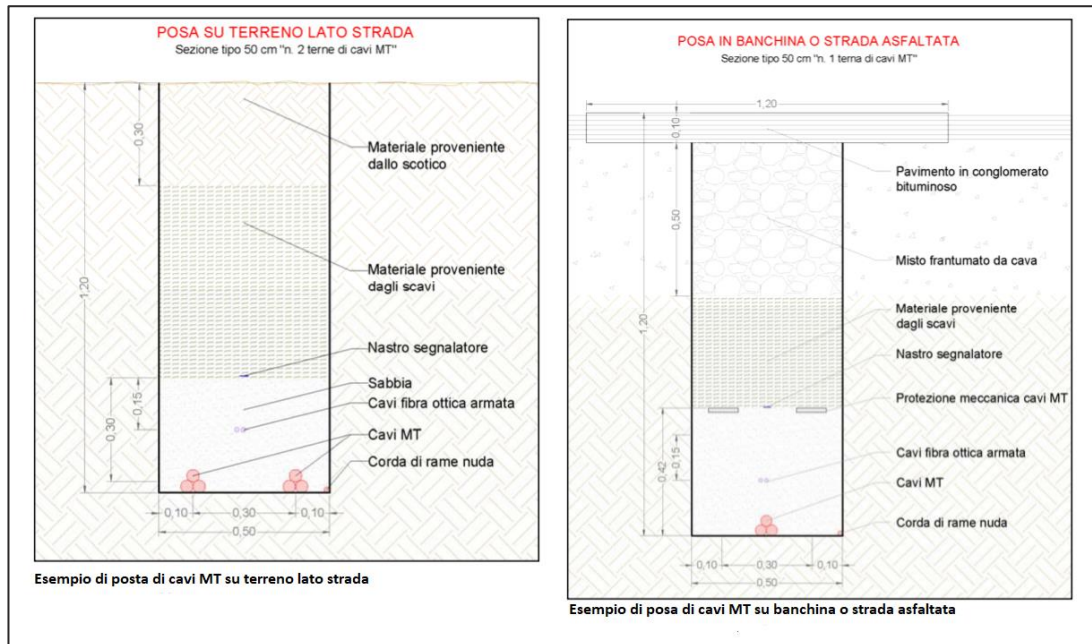 POSA SU TERRENO LATO STRADA
Sezione tipo 50 cm "n. 2 terne di cavi MT"
0,30
Materiale proveniente
dallo scotico
1,20
Materiale proveniente
dagli scavi
Nastro segnalatore
0,30
0,15
Sabbia
Cavi fibra ottica armata
Cavi MT
Corda di rame nuda
0,10
0,30
0,10
0,50
Esempio di posta di cavi MT su terreno lato strada
POSA IN BANCHINA O STRADA ASFALTATA
Sezione tipo 50 cm "n. 1 terna di cavi MT"
1,20
0,10
Pavimento in conglomerato
bituminoso
0,50
Misto frantumato da cava
1,20
Materiale proveniente
dagli scavi
Nastro segnalatore
Protezione meccanica cavi MT
0,42
0,15
Cavi fibra ottica armata
Cavi MT
Corda di rame nuda
0,10
0,30
0,10
0,50
Esempio di posa di cavi MT su banchina o strada asfaltata